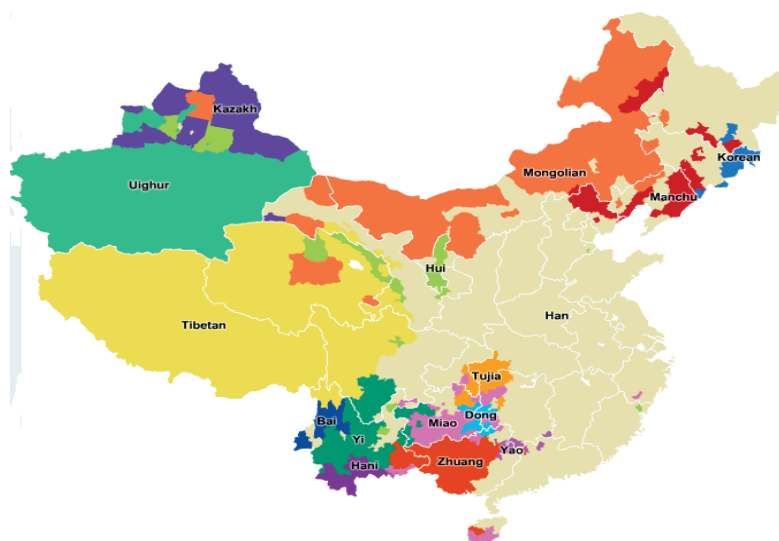 Kazakh
Uighur
Mongolian
Korean
Manchu
Hui
Tibetan
Han
Tujia
Bai
Miao
Dong
Yi
Hani
Zhuang
Yao